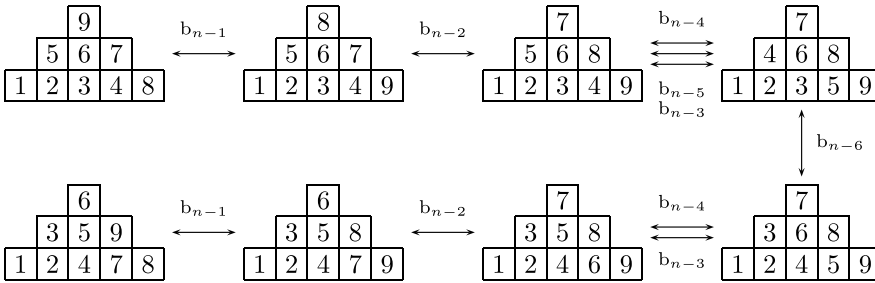 9 8 7 7
b_{n−1} b_{n−2} b_{n−4}
5 6 7 5 6 7 5 6 8 4 6 8
1 2 3 4 8 1 2 3 4 9 1 2 3 4 9 1 2 3 5 9
b_{n−5}
b_{n−3}
b_{n−6}
6 6 7 7
b_{n−1} b_{n−2} b_{n−4}
3 5 9 3 5 8 3 5 8 3 6 8
1 2 4 7 8 1 2 4 7 9 1 2 4 6 9 1 2 4 5 9
b_{n−3}